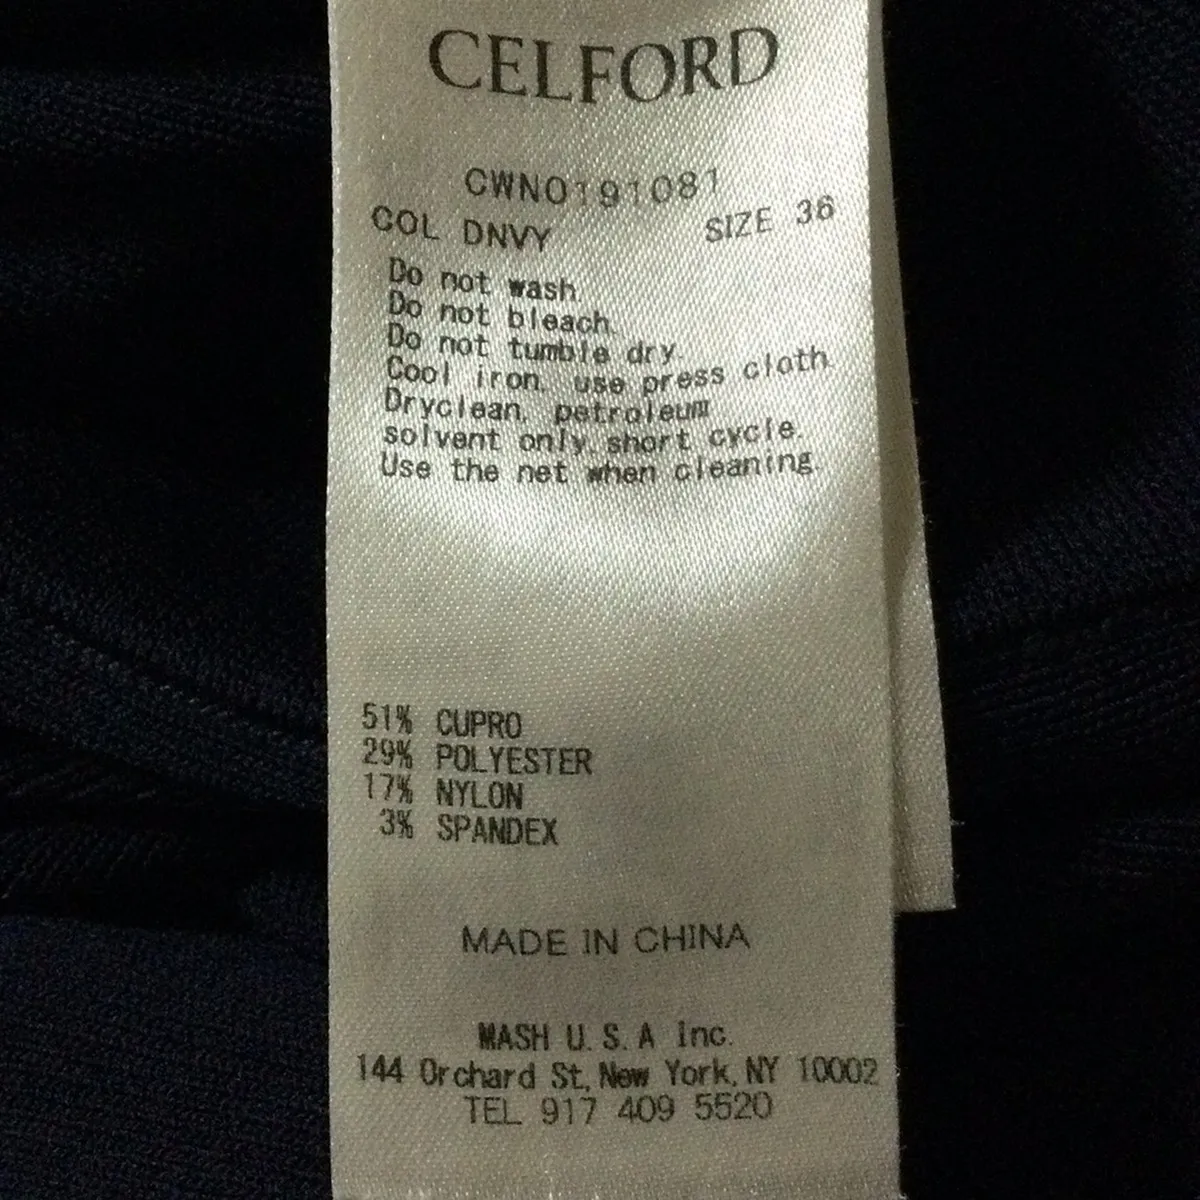 CELFORD
CWNO191081
COL DNVY SIZE 36
Do not wash.
Do not bleach.
Do not tumble dry.
Cool iron, use press cloth.
Dryclean, petroleum
solvent only, short cycle.
Use the net when cleaning.
51% CUPRO
29% POLYESTER
17% NYLON
3% SPANDEX
MADE IN CHINA
MASH U.S.A Inc.
144 Orchard St, New York, NY 10002
TEL 917 409 5520